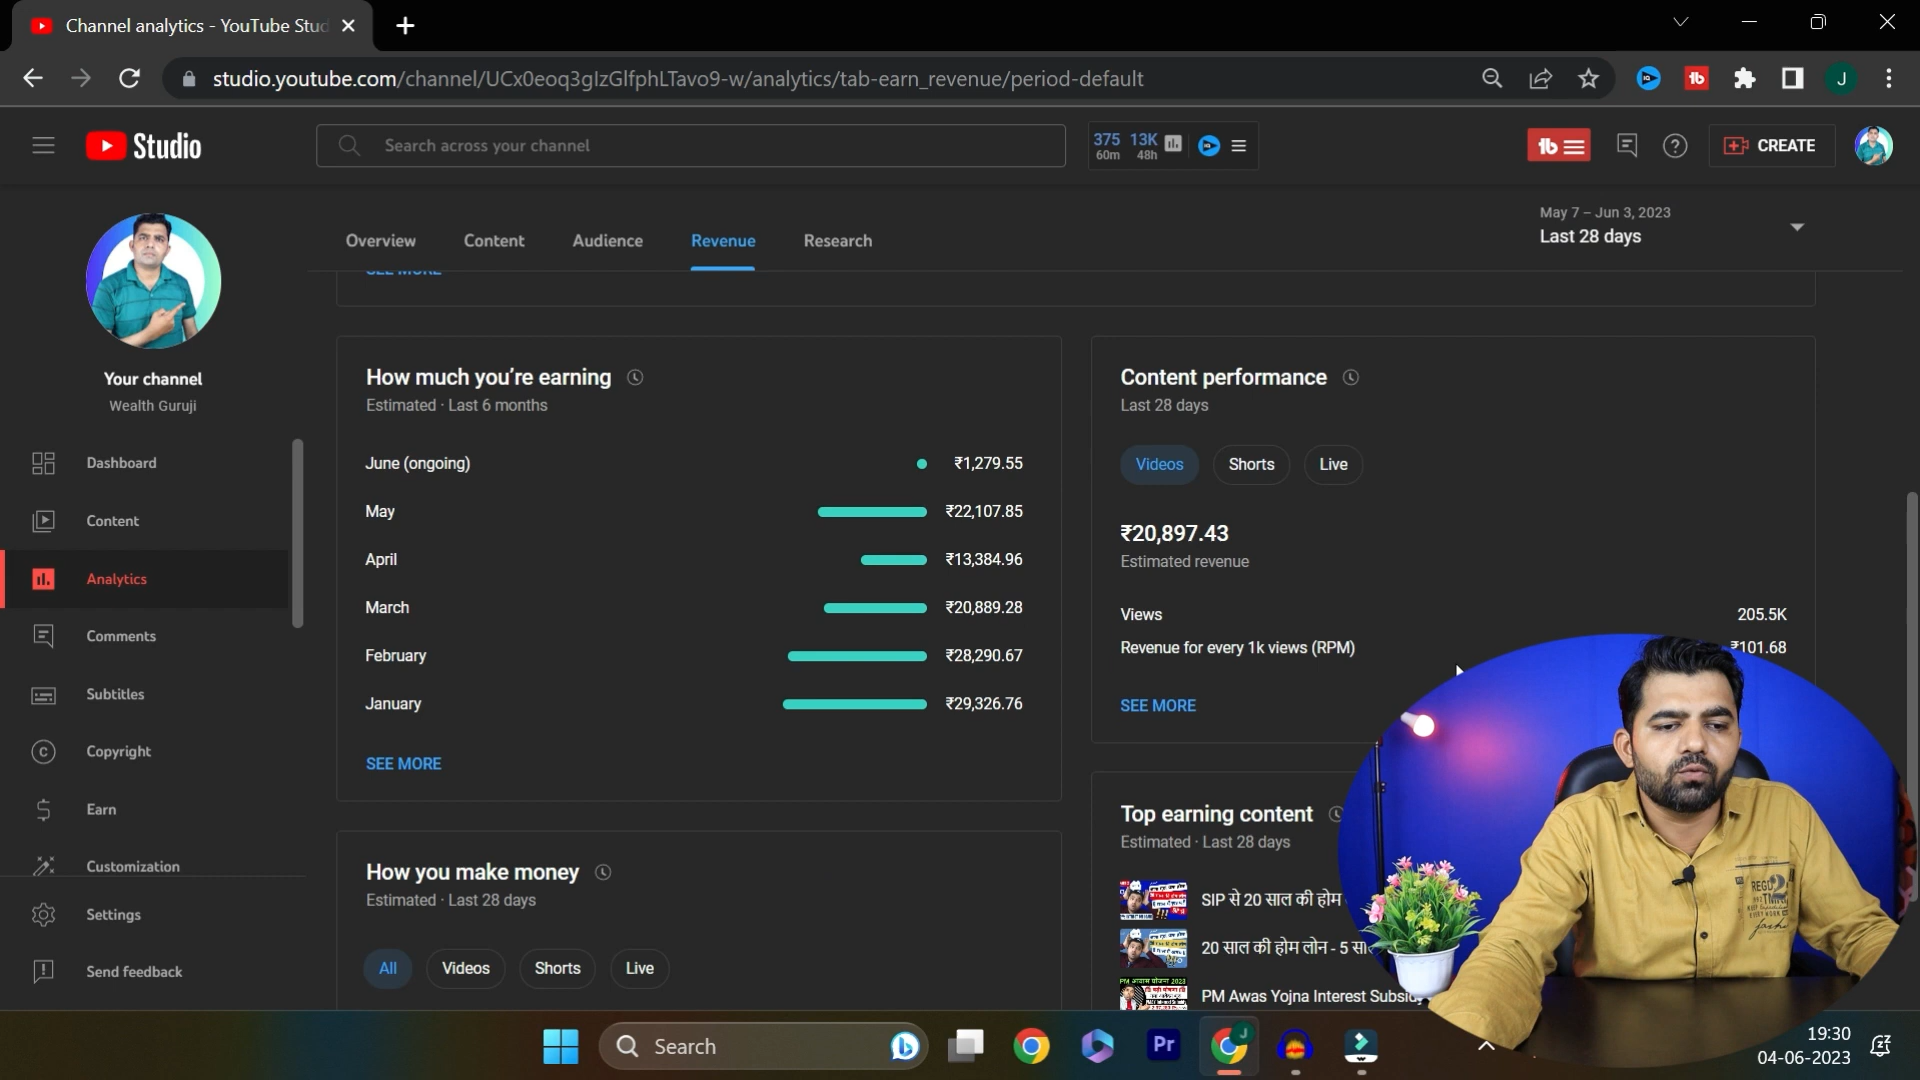 Channel analytics - YouTube Stud
studio.youtube.com/channel/UCx0eoq3gIzGlfphLTavo9-w/analytics/tab-earn_revenue/period-default
J
Studio
Search across your channel
375 13K
60m 48h
CREATE
Your channel
Wealth Guruji
Dashboard
Content
Analytics
Comments
Subtitles
Copyright
Earn
Customization
Settings
Send feedback
Overview Content Audience Revenue Research
May 7 – Jun 3, 2023
Last 28 days
SEE MORE
How much you're earning
Estimated · Last 6 months
June (ongoing) ₹1,279.55
May ₹22,107.85
April ₹13,384.96
March ₹20,889.28
February ₹28,290.67
January ₹29,326.76
SEE MORE
How you make money
Estimated · Last 28 days
All Videos Shorts Live
Content performance
Last 28 days
Videos Shorts Live
₹20,897.43
Estimated revenue
Views 205.5K
Revenue for every 1k views (RPM) ₹101.68
SEE MORE
Top earning content
Estimated · Last 28 days
SIP से 20 साल की होम
20 साल की होम लोन - 5 सा
PM Awas Yojna Interest Subsidy
Search
Pr
J
19:30
04-06-2023